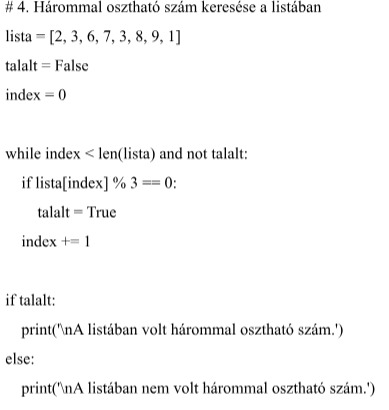 # 4. Hárommal osztható szám keresése a listában
lista = [2, 3, 6, 7, 3, 8, 9, 1]
talalt = False
index = 0

while index < len(lista) and not talalt:
    if lista[index] % 3 == 0:
        talalt = True
    index += 1

if talalt:
    print('\nA listában volt hárommal osztható szám.')
else:
    print('\nA listában nem volt hárommal osztható szám.')